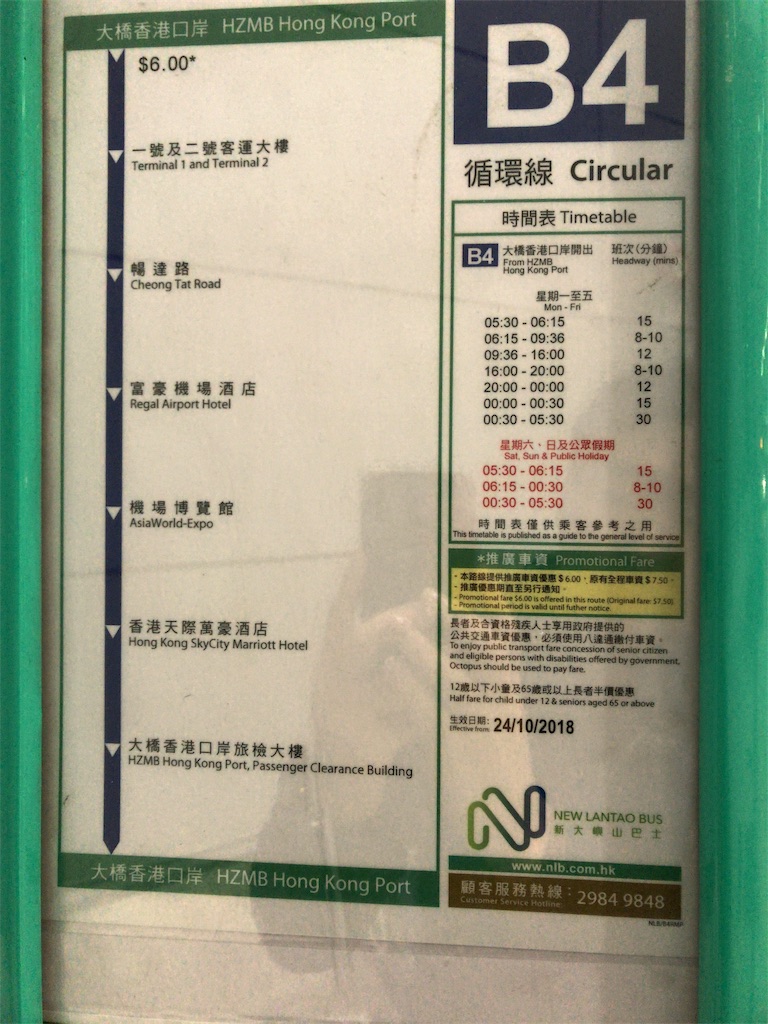 大橋香港口岸 HZMB Hong Kong Port
$6.00*
一號及二號客運大樓
Terminal 1 and Terminal 2
暢達路
Cheong Tat Road
富豪機場酒店
Regal Airport Hotel
機場博覽館
AsiaWorld-Expo
香港天際萬豪酒店
Hong Kong SkyCity Marriott Hotel
大橋香港口岸旅檢大樓
HZMB Hong Kong Port, Passenger Clearance Building
大橋香港口岸 HZMB Hong Kong Port
B4
循環線 Circular
時間表 Timetable
B4 大橋香港口岸開出 班次(分鐘)
From HZMB Headway (mins)
Hong Kong Port
星期一至五
Mon - Fri
05:30 - 06:15 15
06:15 - 09:36 8-10
09:36 - 16:00 12
16:00 - 20:00 8-10
20:00 - 00:00 12
00:00 - 00:30 15
00:30 - 05:30 30
星期六、日及公眾假期
Sat, Sun & Public Holiday
05:30 - 06:15 15
06:15 - 00:30 8-10
00:30 - 05:30 30
時間表僅供乘客參考之用
This timetable is published as a guide to the general level of service
*推廣車資 Promotional Fare
- 本路線提供推廣車資優惠$6.00，原有全程車資$7.50。
- 推廣優惠期直至另行通知。
- Promotional fare $6.00 is offered in this route (Original fare: $7.50)
- Promotional period is valid until futher notice.
長者及合資格殘疾人士享用政府提供的
公共交通車資優惠，必須使用八達通繳付車資。
To enjoy public transport fare concession of senior citizen
and eligible persons with disabilities offered by government,
Octopus should be used to pay fare.
12歲以下小童及65歲或以上長者半價優惠
Half fare for child under 12 & seniors aged 65 or above
生效日期: 24/10/2018
Effective from:
NEW LANTAO BUS
新大嶼山巴士
www.nlb.com.hk
顧客服務熱線：2984 9848
Customer Service Hotline: